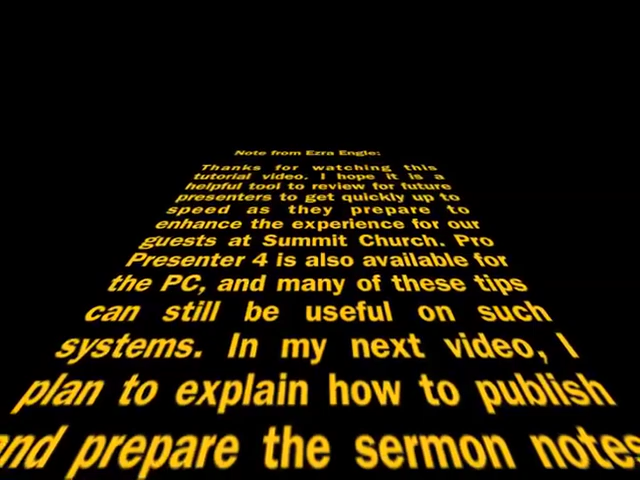 Note from Ezra Engle:
Thanks for watching this
tutorial video. I hope it is a
helpful tool to review for future
presenters to get quickly up to
speed as they prepare to
enhance the experience for our
guests at Summit Church. Pro
Presenter 4 is also available for
the PC, and many of these tips
can still be useful on such
systems. In my next video, I
plan to explain how to publish
and prepare the sermon notes